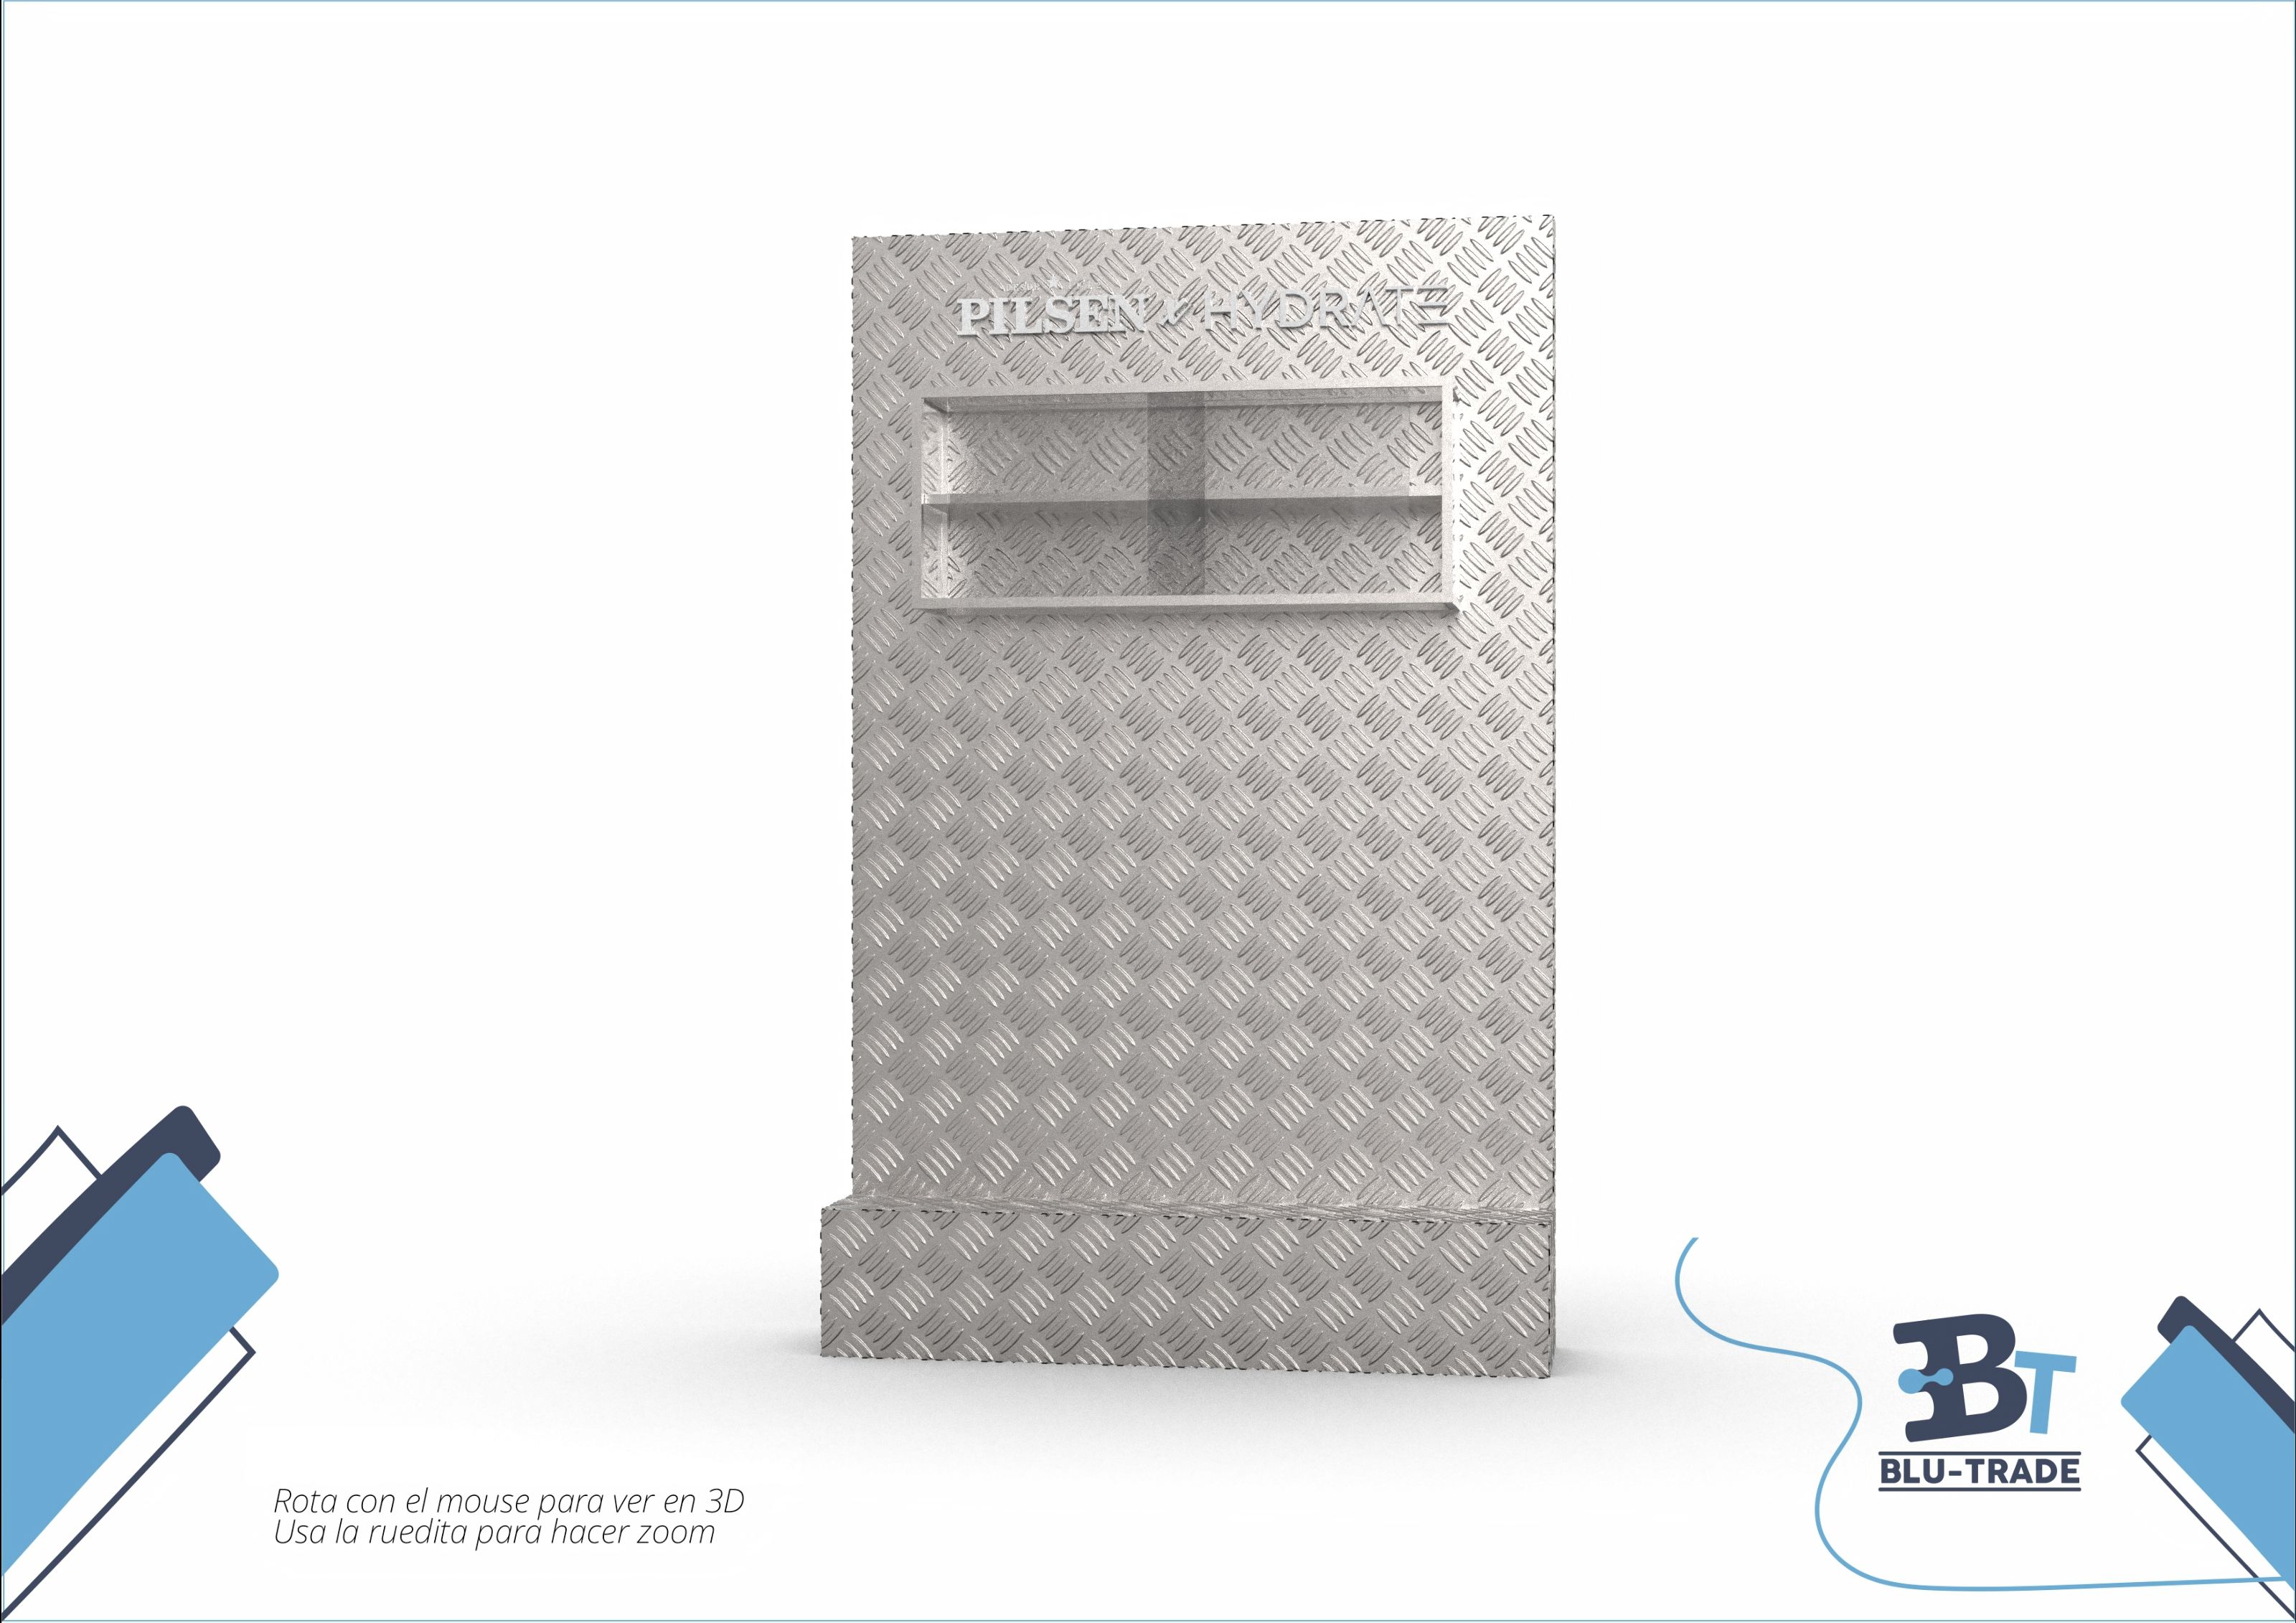 PILSEN x HYDRATE
Rota con el mouse para ver en 3D
Usa la ruedita para hacer zoom
BT
BLU-TRADE